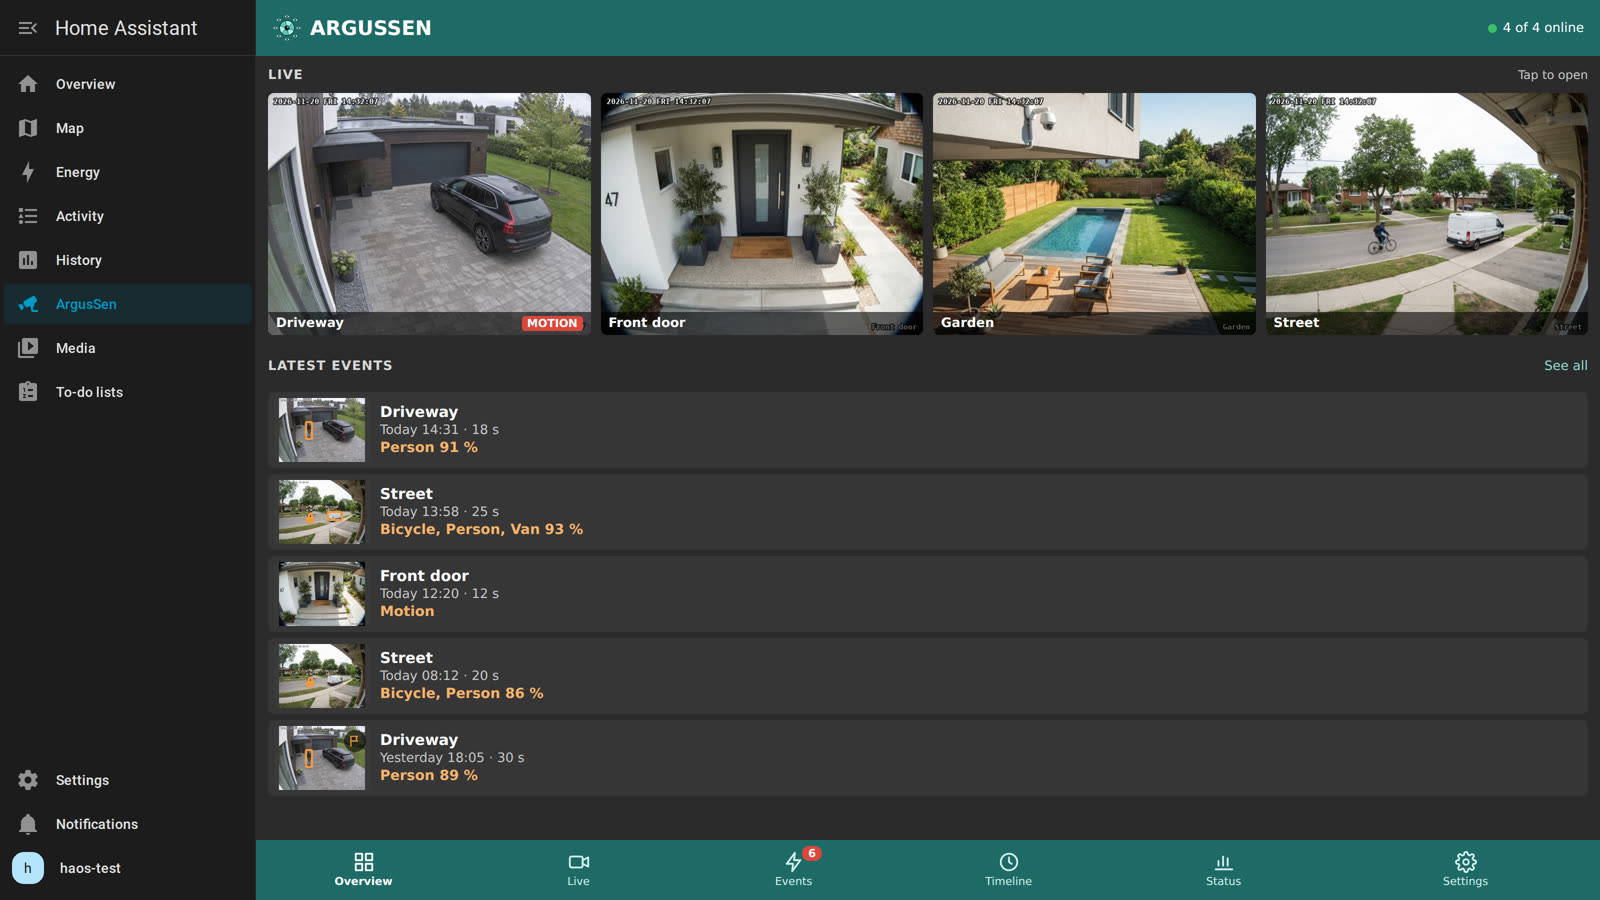 Home Assistant
Overview
Map
Energy
Activity
History
ArgusSen
Media
To-do lists
Settings
Notifications
h
haos-test
ARGUSSEN
4 of 4 online
LIVE
Tap to open
2026-11-20 FRI 14:32:07
Driveway
MOTION
2026-11-20 FRI 14:32:07
47
Front door
Front door
2026-11-20 FRI 14:32:07
Garden
Garden
2026-11-20 FRI 14:32:07
Street
Street
LATEST EVENTS
See all
Driveway
Today 14:31 · 18 s
Person 91 %
Street
Today 13:58 · 25 s
Bicycle, Person, Van 93 %
Front door
Today 12:20 · 12 s
Motion
Street
Today 08:12 · 20 s
Bicycle, Person 86 %
Driveway
Yesterday 18:05 · 30 s
Person 89 %
Overview
Live
6
Events
Timeline
Status
Settings